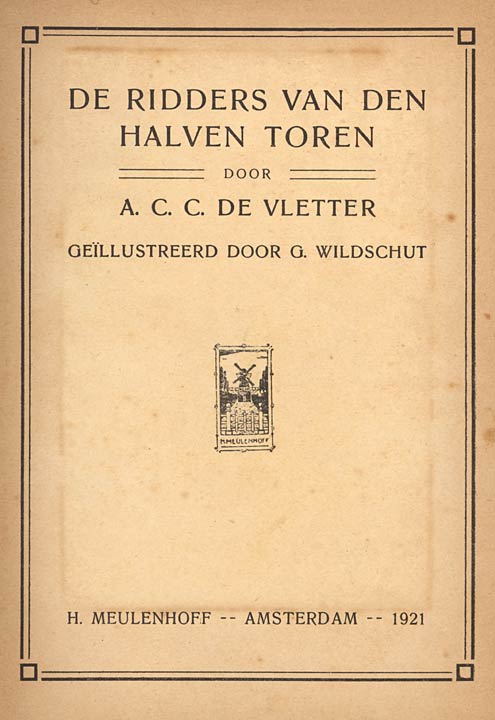 DE RIDDERS VAN DEN
HALVEN TOREN
DOOR
A. C. C. DE VLETTER
GEÏLLUSTREERD DOOR G. WILDSCHUT
H. MEULENHOFF
H. MEULENHOFF -- AMSTERDAM -- 1921